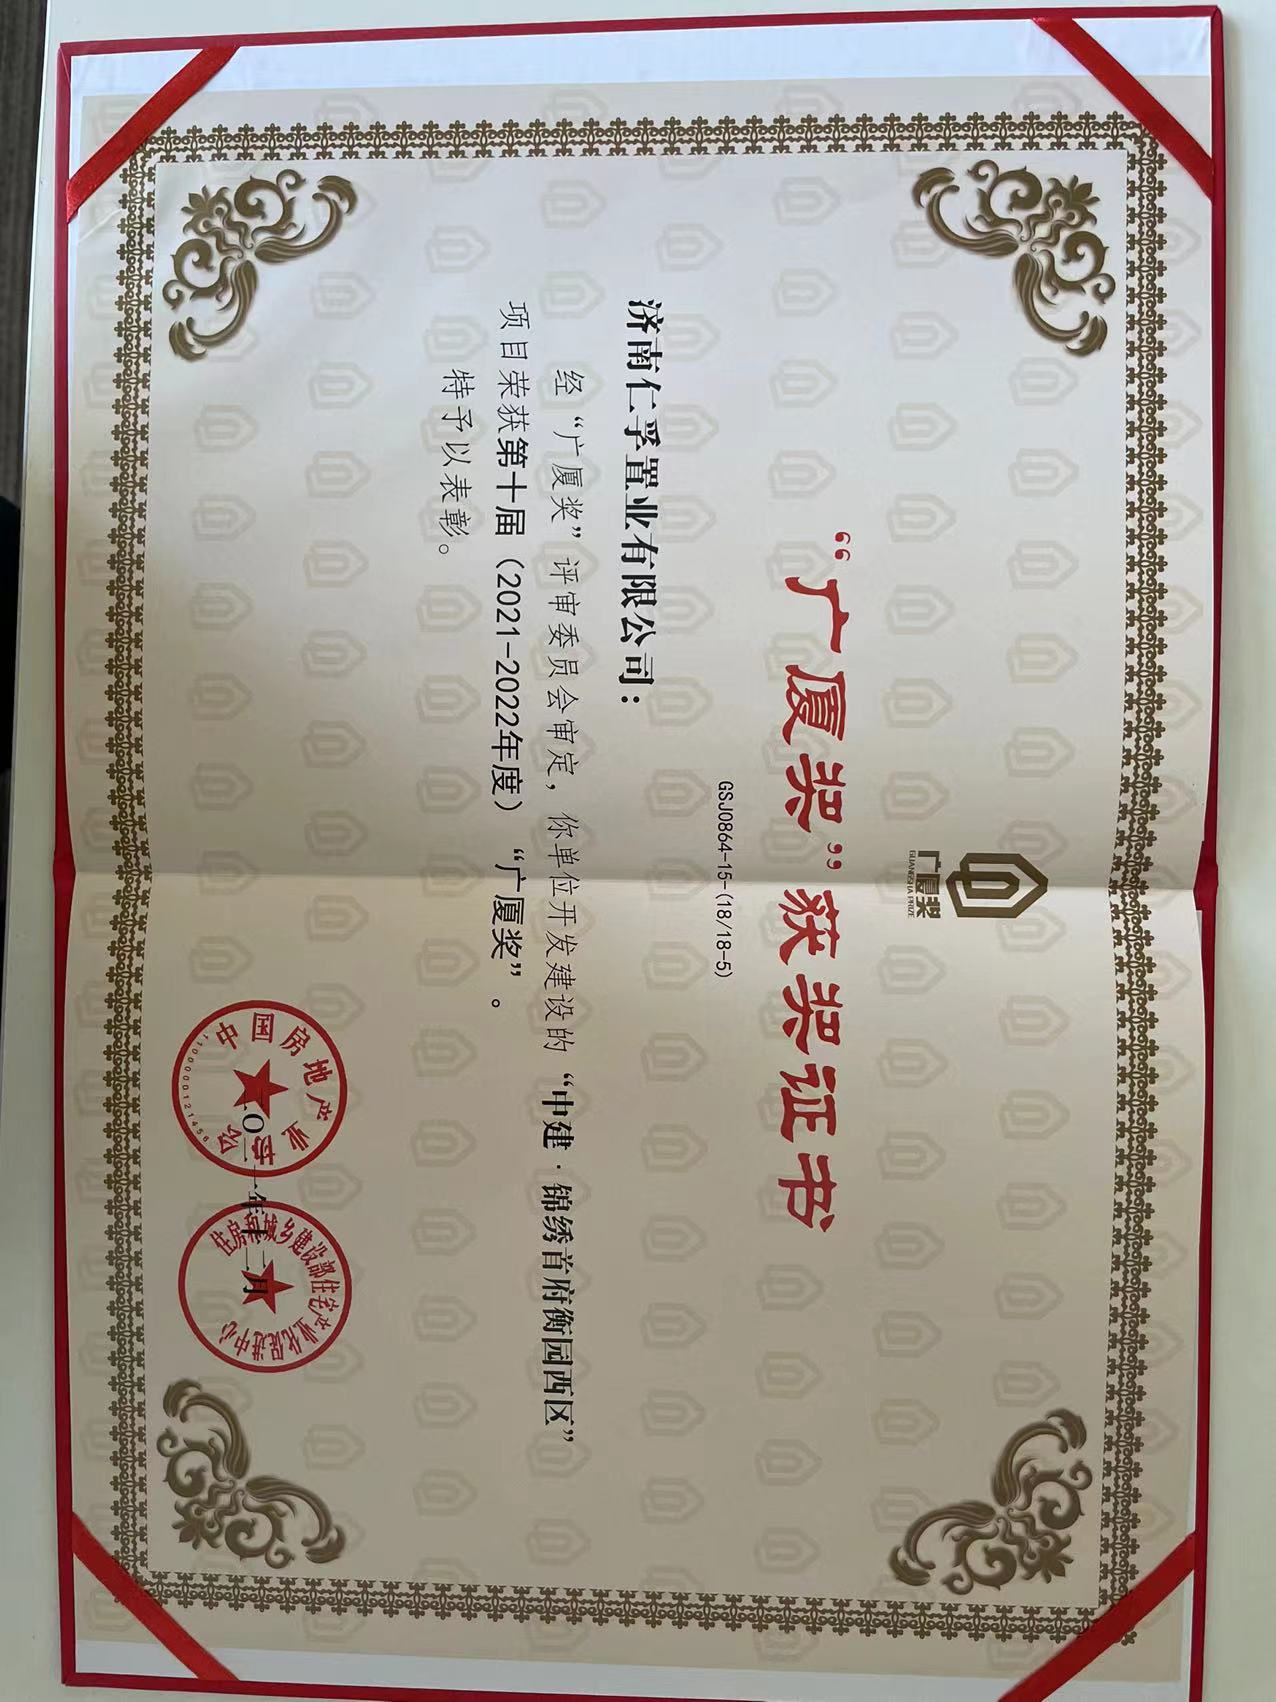 广厦奖
GUANGSHA PRIZE
“广厦奖”获奖证书
GSJ0864-15-(18/18-5)
济南仁孚置业有限公司：
经“广厦奖”评审委员会审定，你单位开发建设的“中建·锦绣首府衡园西区”
项目荣获第十届（2021-2022年度）“广厦奖”。
特予以表彰。
中国房地产业协会
1100000121456
住房和城乡建设部住宅产业化促进中心
年十二月